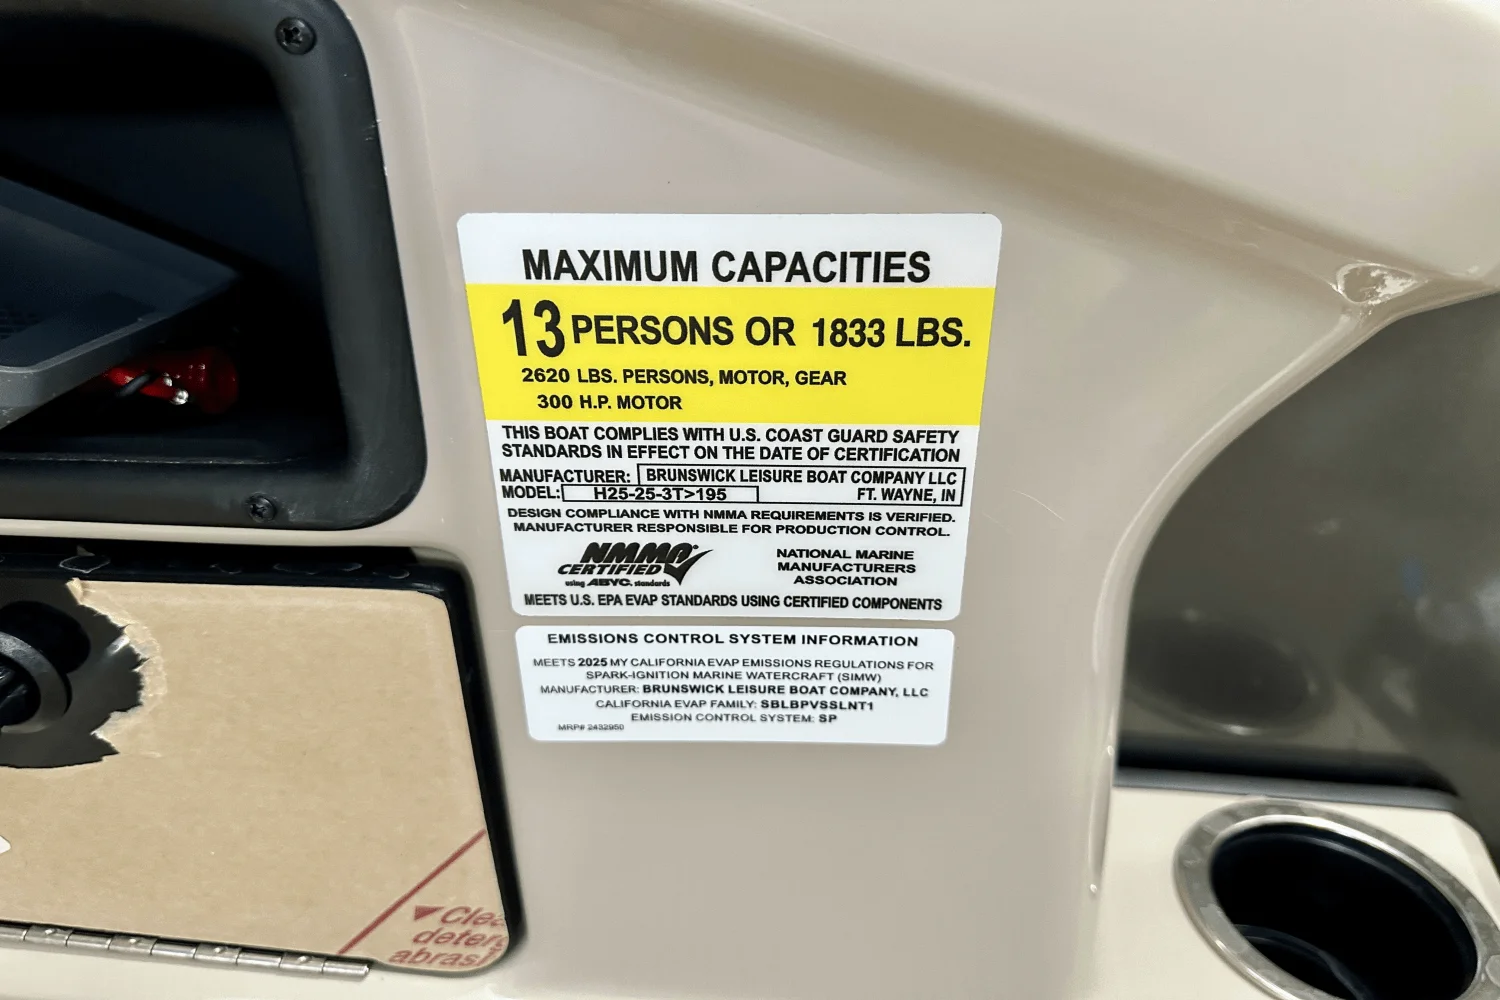 MAXIMUM CAPACITIES
13 PERSONS OR 1833 LBS.
2620 LBS. PERSONS, MOTOR, GEAR
300 H.P. MOTOR
THIS BOAT COMPLIES WITH U.S. COAST GUARD SAFETY
STANDARDS IN EFFECT ON THE DATE OF CERTIFICATION
MANUFACTURER: BRUNSWICK LEISURE BOAT COMPANY LLC
MODEL: H25-25-3T>195 FT. WAYNE, IN
DESIGN COMPLIANCE WITH NMMA REQUIREMENTS IS VERIFIED.
MANUFACTURER RESPONSIBLE FOR PRODUCTION CONTROL.
NMMA
CERTIFIED
using ABYC. standards
NATIONAL MARINE
MANUFACTURERS
ASSOCIATION
MEETS U.S. EPA EVAP STANDARDS USING CERTIFIED COMPONENTS
EMISSIONS CONTROL SYSTEM INFORMATION
MEETS 2025 MY CALIFORNIA EVAP EMISSIONS REGULATIONS FOR
SPARK-IGNITION MARINE WATERCRAFT (SIMW)
MANUFACTURER: BRUNSWICK LEISURE BOAT COMPANY, LLC
CALIFORNIA EVAP FAMILY: SBLBPVSSLNT1
EMISSION CONTROL SYSTEM: SP
MRP# 2432950